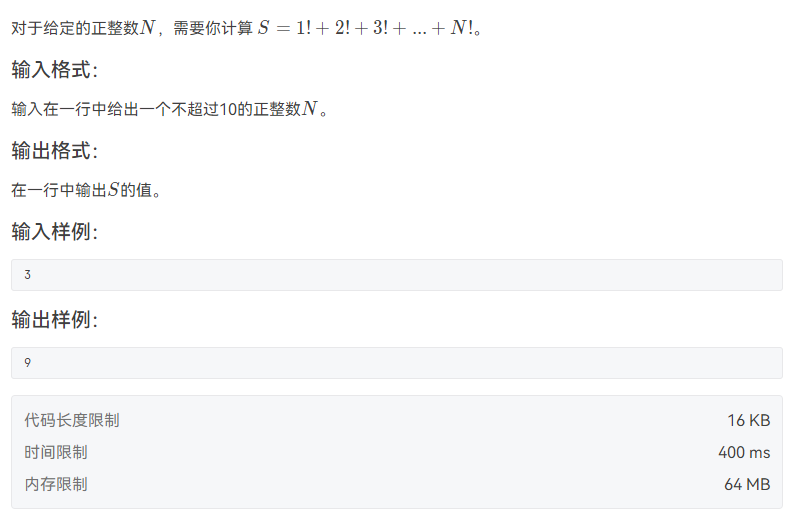 对于给定的正整数N，需要你计算 S = 1! + 2! + 3! + ... + N!。
输入格式：
输入在一行中给出一个不超过10的正整数N。
输出格式：
在一行中输出S的值。
输入样例：
3
输出样例：
9
代码长度限制 16 KB
时间限制 400 ms
内存限制 64 MB